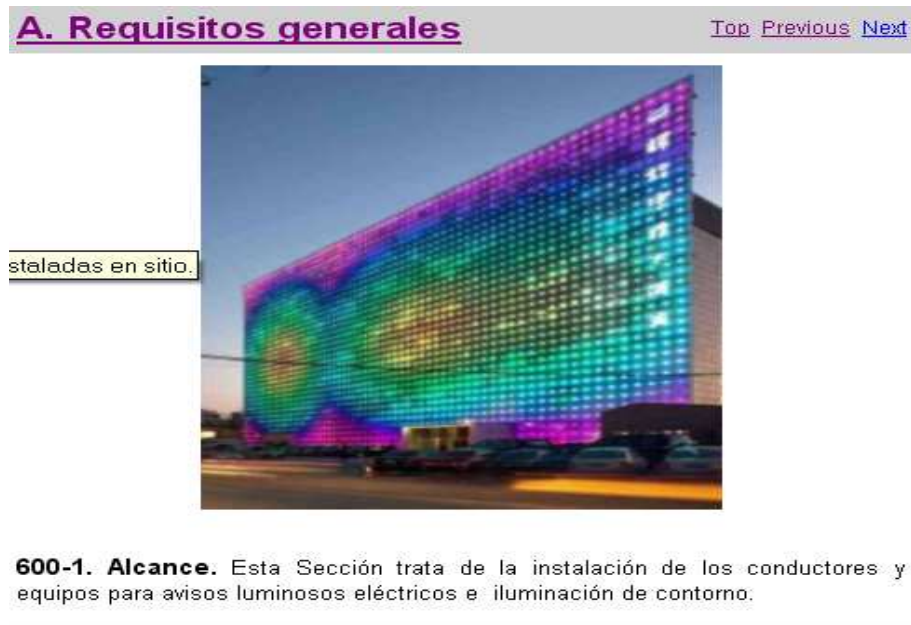 A. Requisitos generales
Top Previous Next
staladas en sitio.
600-1. Alcance. Esta Sección trata de la instalación de los conductores y
equipos para avisos luminosos eléctricos e iluminación de contorno.